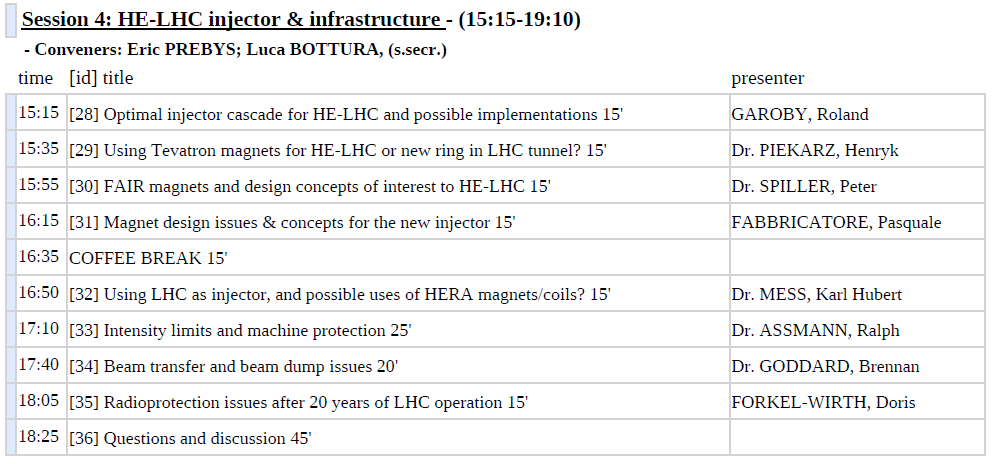 Session 4: HE-LHC injector & infrastructure - (15:15-19:10)
- Conveners: Eric PREBYS; Luca BOTTURA, (s.secr.)
time [id] title presenter
15:15 [28] Optimal injector cascade for HE-LHC and possible implementations 15' GAROBY, Roland
15:35 [29] Using Tevatron magnets for HE-LHC or new ring in LHC tunnel? 15' Dr. PIEKARZ, Henryk
15:55 [30] FAIR magnets and design concepts of interest to HE-LHC 15' Dr. SPILLER, Peter
16:15 [31] Magnet design issues & concepts for the new injector 15' FABBRICATORE, Pasquale
16:35 COFFEE BREAK 15'
16:50 [32] Using LHC as injector, and possible uses of HERA magnets/coils? 15' Dr. MESS, Karl Hubert
17:10 [33] Intensity limits and machine protection 25' Dr. ASSMANN, Ralph
17:40 [34] Beam transfer and beam dump issues 20' Dr. GODDARD, Brennan
18:05 [35] Radioprotection issues after 20 years of LHC operation 15' FORKEL-WIRTH, Doris
18:25 [36] Questions and discussion 45'